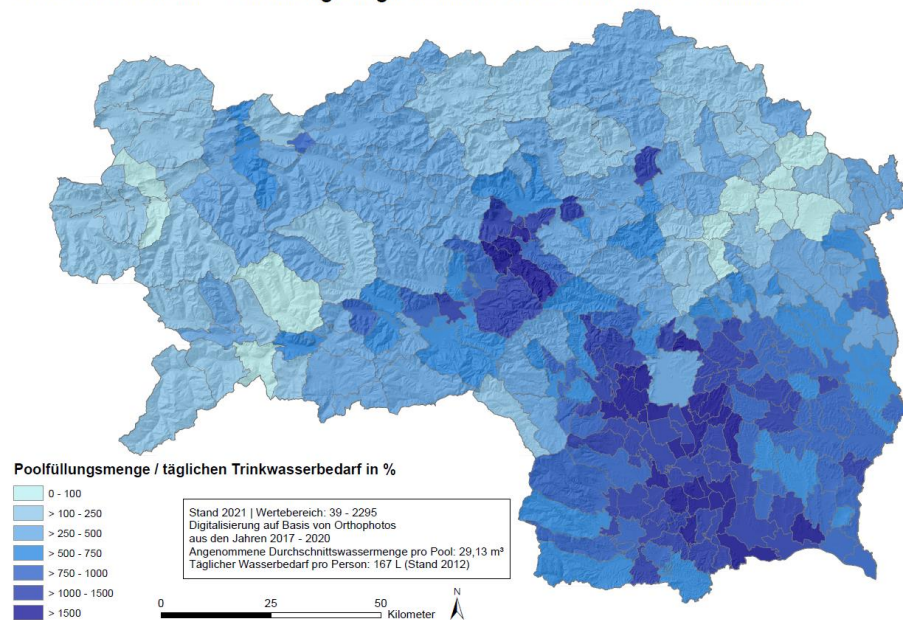 Poolfüllungsmenge / täglichen Trinkwasserbedarf in %
0 - 100
> 100 - 250
> 250 - 500
> 500 - 750
> 750 - 1000
> 1000 - 1500
> 1500
Stand 2021 | Wertebereich: 39 - 2295
Digitalisierung auf Basis von Orthophotos
aus den Jahren 2017 - 2020
Angenommene Durchschnittswassermenge pro Pool: 29,13 m³
Täglicher Wasserbedarf pro Person: 167 L (Stand 2012)
0 25 50
Kilometer
N